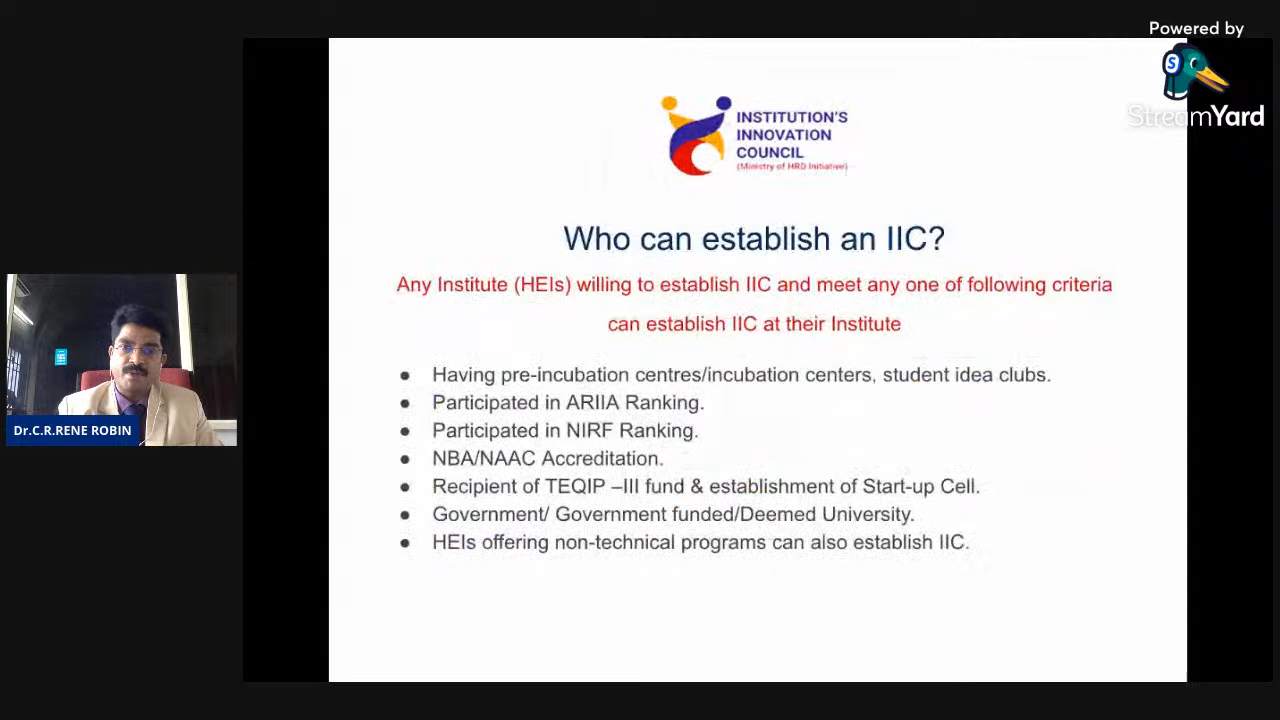 Powered by
StreamYard
INSTITUTION'S
INNOVATION
COUNCIL
(Ministry of HRD Initiative)
Who can establish an IIC?
Any Institute (HEIs) willing to establish IIC and meet any one of following criteria
can establish IIC at their Institute
● Having pre-incubation centres/incubation centers, student idea clubs.
● Participated in ARIIA Ranking.
● Participated in NIRF Ranking.
● NBA/NAAC Accreditation.
● Recipient of TEQIP –III fund & establishment of Start-up Cell.
● Government/ Government funded/Deemed University.
● HEIs offering non-technical programs can also establish IIC.
Dr.C.R.RENE ROBIN